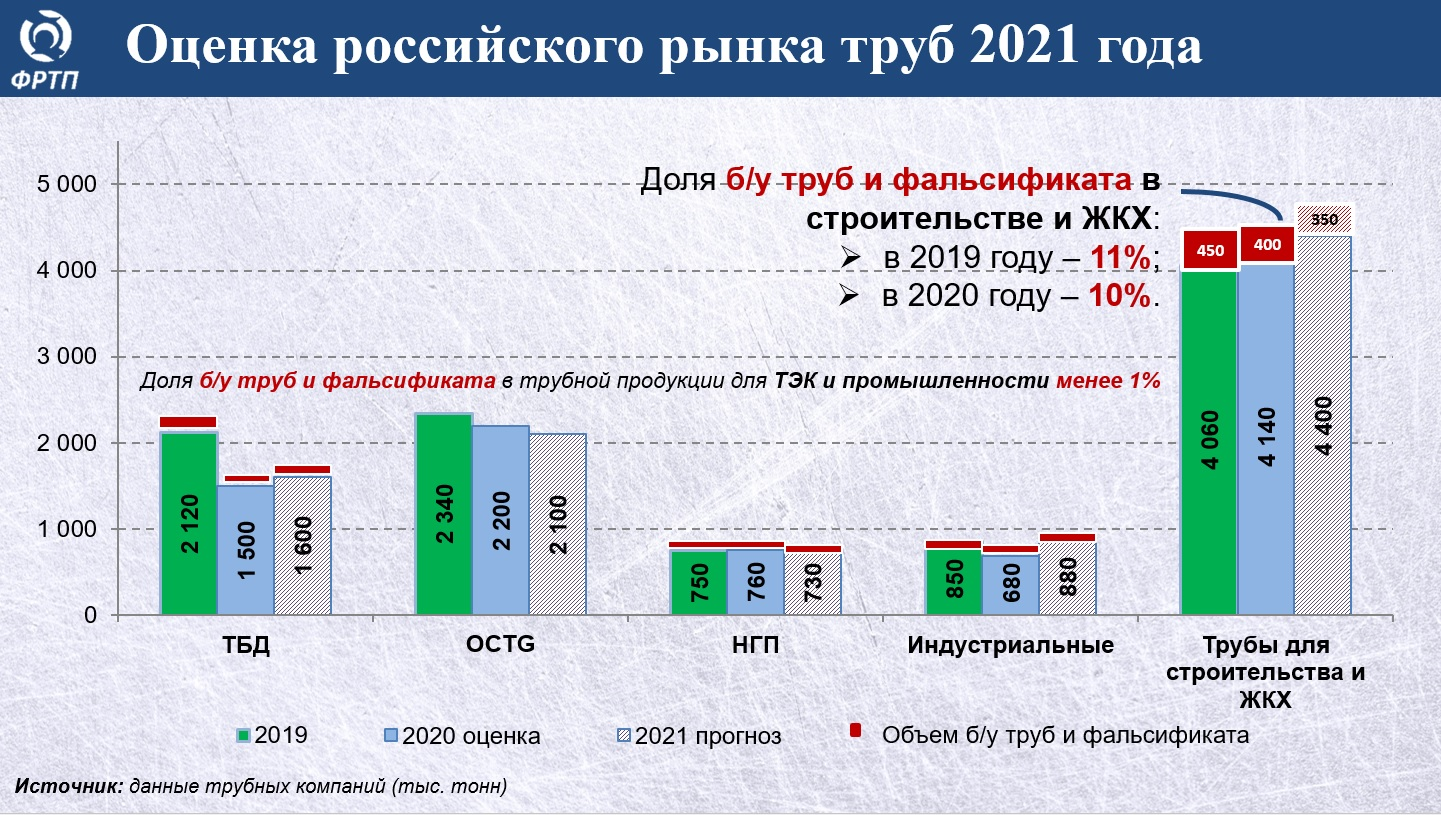 ФРТП
Оценка российского рынка труб 2021 года
5 000
4 000
3 000
2 000
1 000
0
Доля б/у труб и фальсификата в
строительстве и ЖКХ:
в 2019 году – 11%;
в 2020 году – 10%.
Доля б/у труб и фальсификата в трубной продукции для ТЭК и промышленности менее 1%
2 120
1 500
1 600
2 340
2 200
2 100
750
760
730
850
680
880
450
400
350
4 060
4 140
4 400
ТБД
OCTG
НГП
Индустриальные
Трубы для
строительства и
ЖКХ
2019
2020 оценка
2021 прогноз
Объем б/у труб и фальсификата
Источник: данные трубных компаний (тыс. тонн)